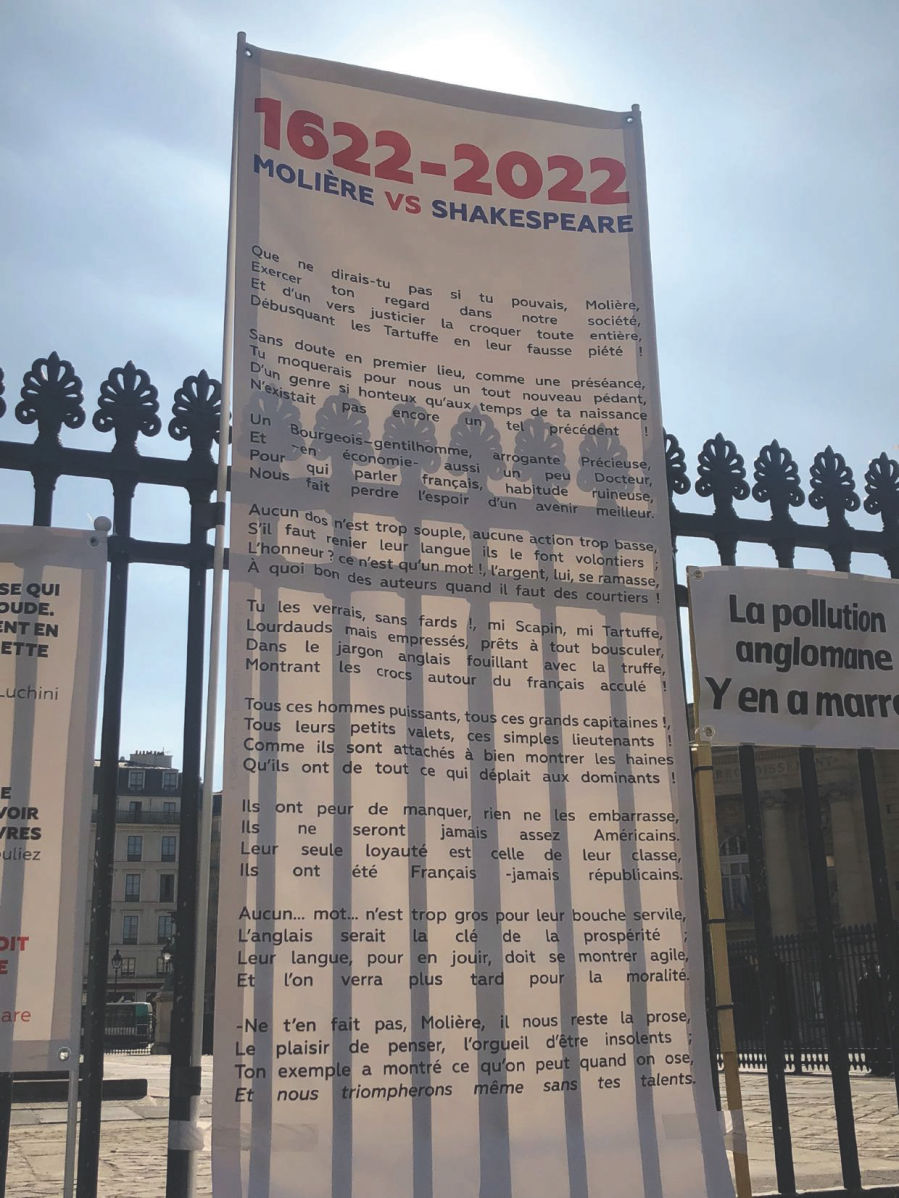 1622-2022
MOLIÈRE VS SHAKESPEARE
Que ne dirais-tu pas si tu pouvais, Molière,
Exercer ton regard dans notre société,
Et d'un vers justicier la croquer toute entière,
Débusquant les Tartuffe en leur fausse piété !
Sans doute en premier lieu, comme une préséance,
Tu moquerais pour nous un tout nouveau pédant,
D'un genre si honteux qu'aux temps de ta naissance
N'existait pas encore un tel précédent !
Un Bourgeois-gentilhomme, arrogante Précieuse,
Et -en économie- aussi un peu Docteur,
Pour qui parler français, habitude ruineuse,
Nous fait perdre l'espoir d'un avenir meilleur.
Aucun dos n'est trop souple, aucune action trop basse,
S'il faut renier leur langue ils le font volontiers ;
L'honneur ? ce n'est qu'un mot !, l'argent, lui, se ramasse,
À quoi bon des auteurs quand il faut des courtiers !
Tu les verrais, sans fards !, mi Scapin, mi Tartuffe,
Lourdauds mais empressés, prêts à tout bousculer,
Dans le jargon anglais fouillant avec la truffe,
Montrant les crocs autour du français acculé !
Tous ces hommes puissants, tous ces grands capitaines !,
Tous leurs petits valets, ces simples lieutenants !
Comme ils sont attachés à bien montrer les haines
Qu'ils ont de tout ce qui déplait aux dominants !
Ils ont peur de manquer, rien ne les embarrasse,
Ils ne seront jamais assez Américains.
Leur seule loyauté est celle de leur classe,
Ils ont été Français -jamais républicains.
Aucun... mot... n'est trop gros pour leur bouche servile,
L'anglais serait la clé de la prospérité ;
Leur langue, pour en jouir, doit se montrer agile,
Et l'on verra plus tard pour la moralité.
-Ne t'en fait pas, Molière, il nous reste la prose,
Le plaisir de penser, l'orgueil d'être insolents ;
Ton exemple a montré ce qu'on peut quand on ose,
Et nous triompherons même sans tes talents.
SE QUI
OUDE.
ENT EN
ETTE
Luchini
E
VOIR
VRES
ouliez
OIT
E
are
La pollution
anglomane
Y en a marre